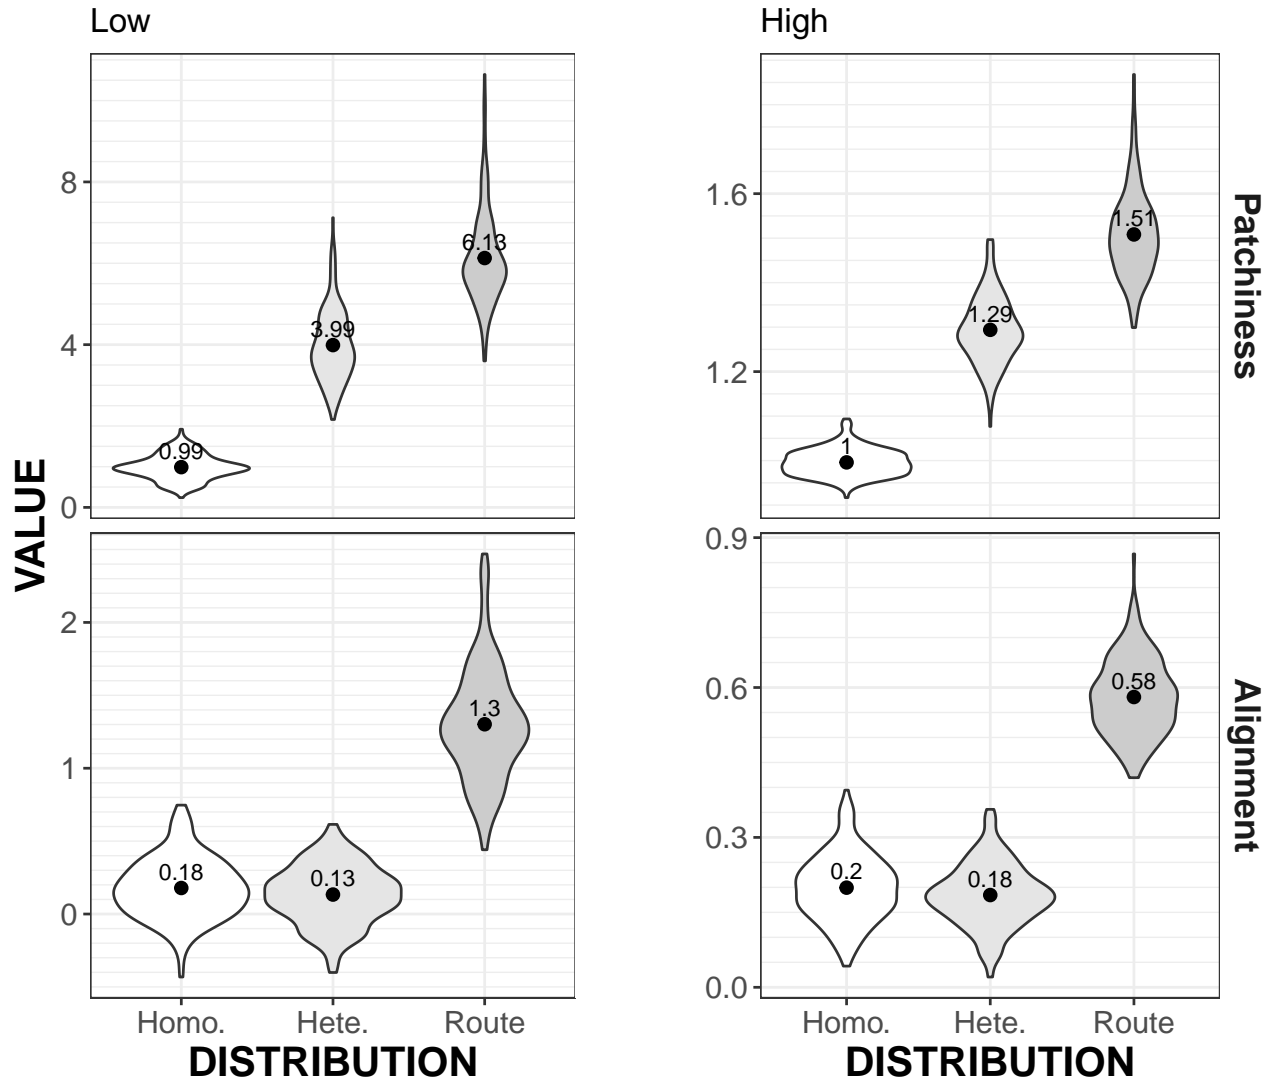 Low
High
8
4
0
6.13
3.99
0.99
1.6
1.2
1.51
1.29
1
Patchiness
VALUE
2
1
0
1.3
0.18
0.13
0.9
0.6
0.3
0.0
0.58
0.2
0.18
Alignment
Homo.
Hete.
Route
Homo.
Hete.
Route
DISTRIBUTION
DISTRIBUTION